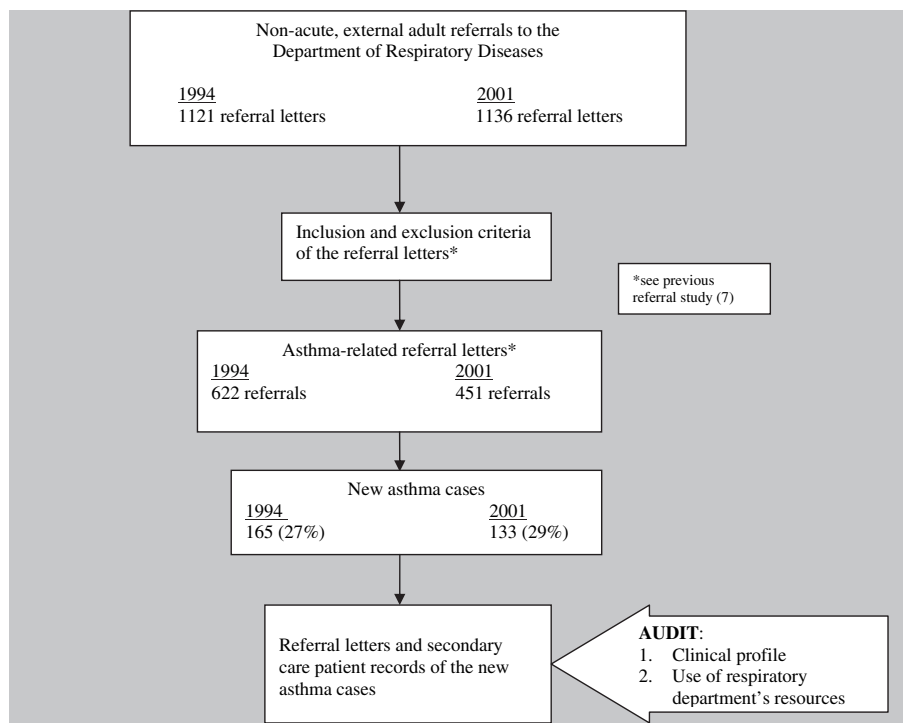 Non-acute, external adult referrals to the
Department of Respiratory Diseases
1994 2001
1121 referral letters 1136 referral letters
Inclusion and exclusion criteria
of the referral letters*
*see previous
referral study (7)
Asthma-related referral letters*
1994 2001
622 referrals 451 referrals
New asthma cases
1994 2001
165 (27%) 133 (29%)
Referral letters and secondary
care patient records of the new
asthma cases
AUDIT:
1. Clinical profile
2. Use of respiratory
department's resources